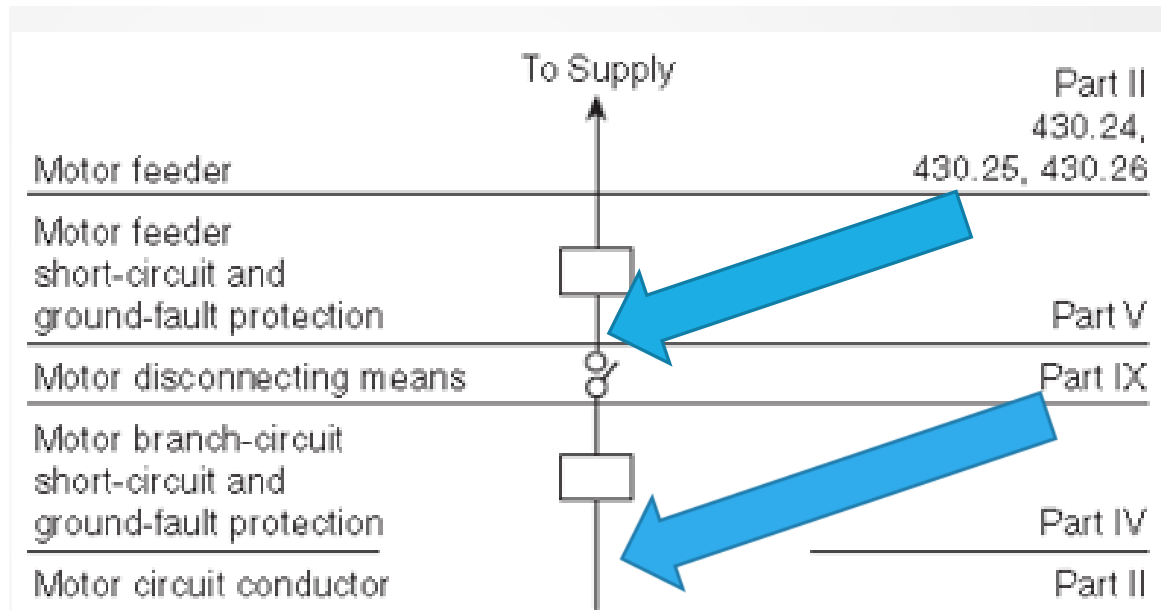 To Supply
Part II
430.24,
Motor feeder 430.25, 430.26
Motor feeder
short-circuit and
ground-fault protection Part V
Motor disconnecting means Part IX
Motor branch-circuit
short-circuit and
ground-fault protection Part IV
Motor circuit conductor Part II